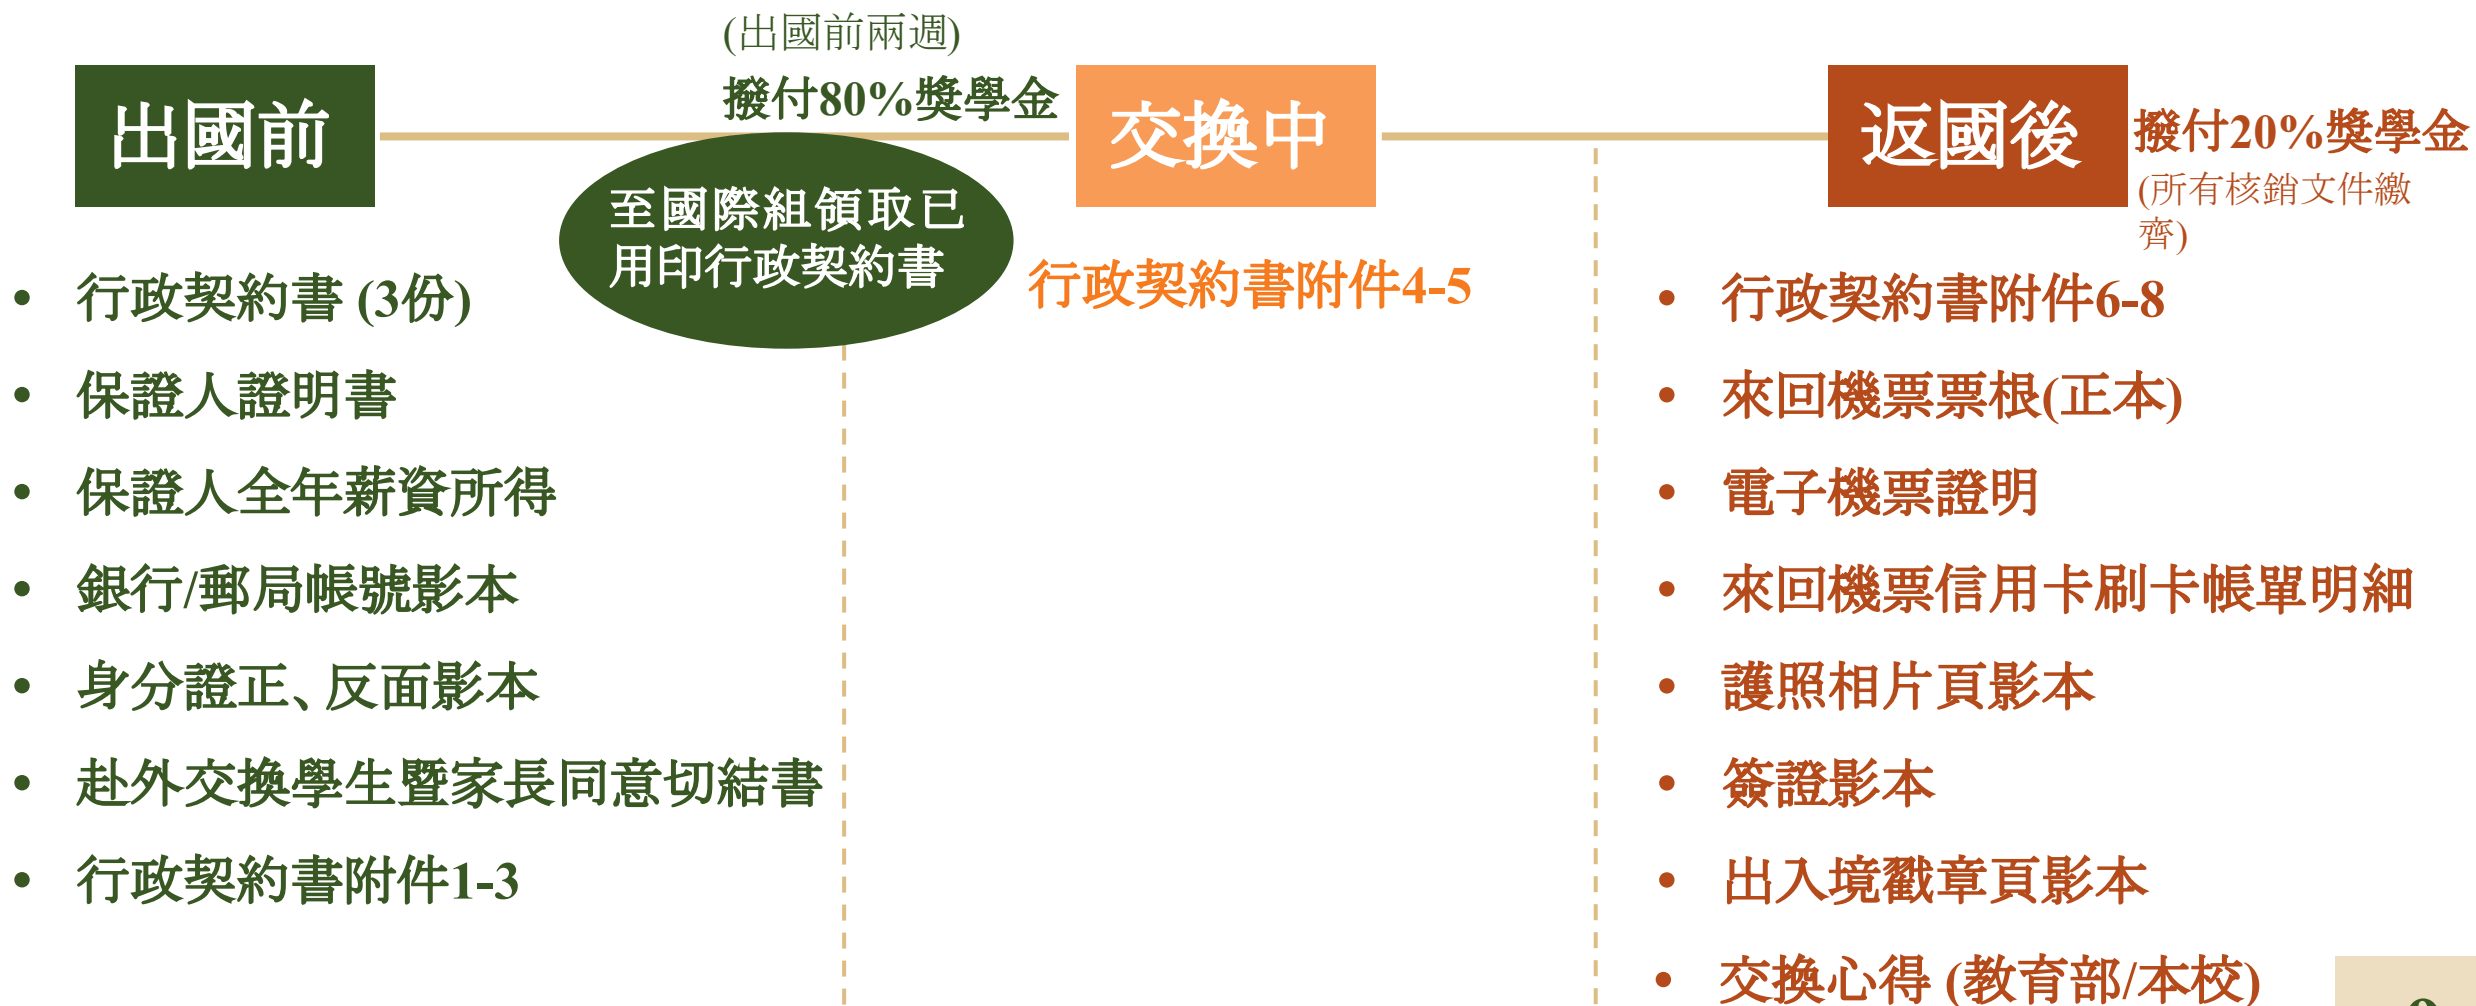 (出國前兩週)
撥付80%獎學金
出國前
交換中
返國後
撥付20%獎學金
(所有核銷文件繳
齊)
至國際組領取已
用印行政契約書
• 行政契約書 (3份)
• 保證人證明書
• 保證人全年薪資所得
• 銀行/郵局帳號影本
• 身分證正、反面影本
• 赴外交換學生暨家長同意切結書
• 行政契約書附件1-3
行政契約書附件4-5
• 行政契約書附件6-8
• 來回機票票根(正本)
• 電子機票證明
• 來回機票信用卡刷卡帳單明細
• 護照相片頁影本
• 簽證影本
• 出入境戳章頁影本
• 交換心得 (教育部/本校)